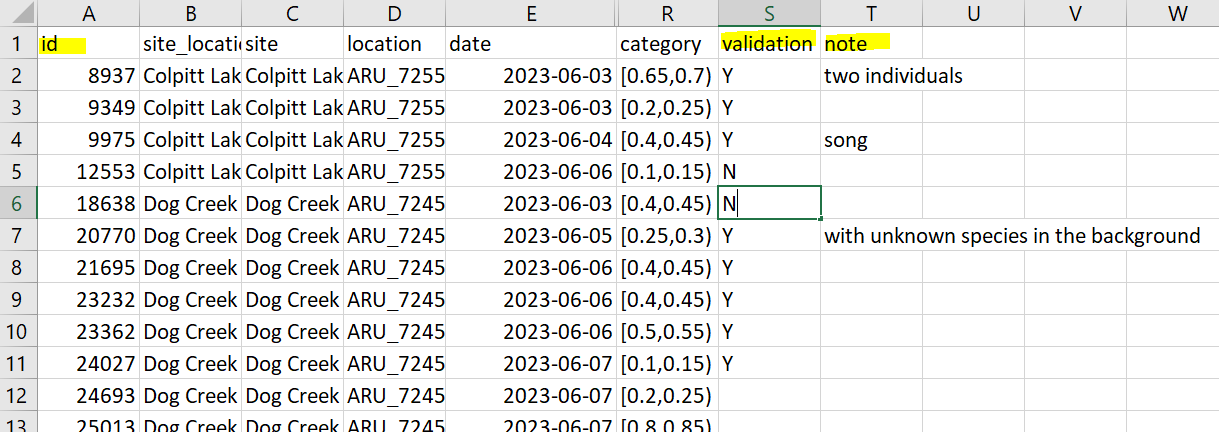 A B C D E R S T U V W
1 id site_locatic site location date category validation note
2 8937 Colpitt Lak Colpitt Lak ARU_7255 2023-06-03 [0.65,0.7) Y two individuals
3 9349 Colpitt Lak Colpitt Lak ARU_7255 2023-06-03 [0.2,0.25) Y
4 9975 Colpitt Lak Colpitt Lak ARU_7255 2023-06-04 [0.4,0.45) Y song
5 12553 Colpitt Lak Colpitt Lak ARU_7255 2023-06-06 [0.1,0.15) N
6 18638 Dog Creek Dog Creek ARU_7245 2023-06-03 [0.4,0.45) N
7 20770 Dog Creek Dog Creek ARU_7245 2023-06-05 [0.25,0.3) Y with unknown species in the background
8 21695 Dog Creek Dog Creek ARU_7245 2023-06-06 [0.4,0.45) Y
9 23232 Dog Creek Dog Creek ARU_7245 2023-06-06 [0.4,0.45) Y
10 23362 Dog Creek Dog Creek ARU_7245 2023-06-06 [0.5,0.55) Y
11 24027 Dog Creek Dog Creek ARU_7245 2023-06-07 [0.1,0.15) Y
12 24693 Dog Creek Dog Creek ARU_7245 2023-06-07 [0.2,0.25)
13 25013 Dog Creek Dog Creek ARU_7245 2023-06-07 [0.8,0.85)